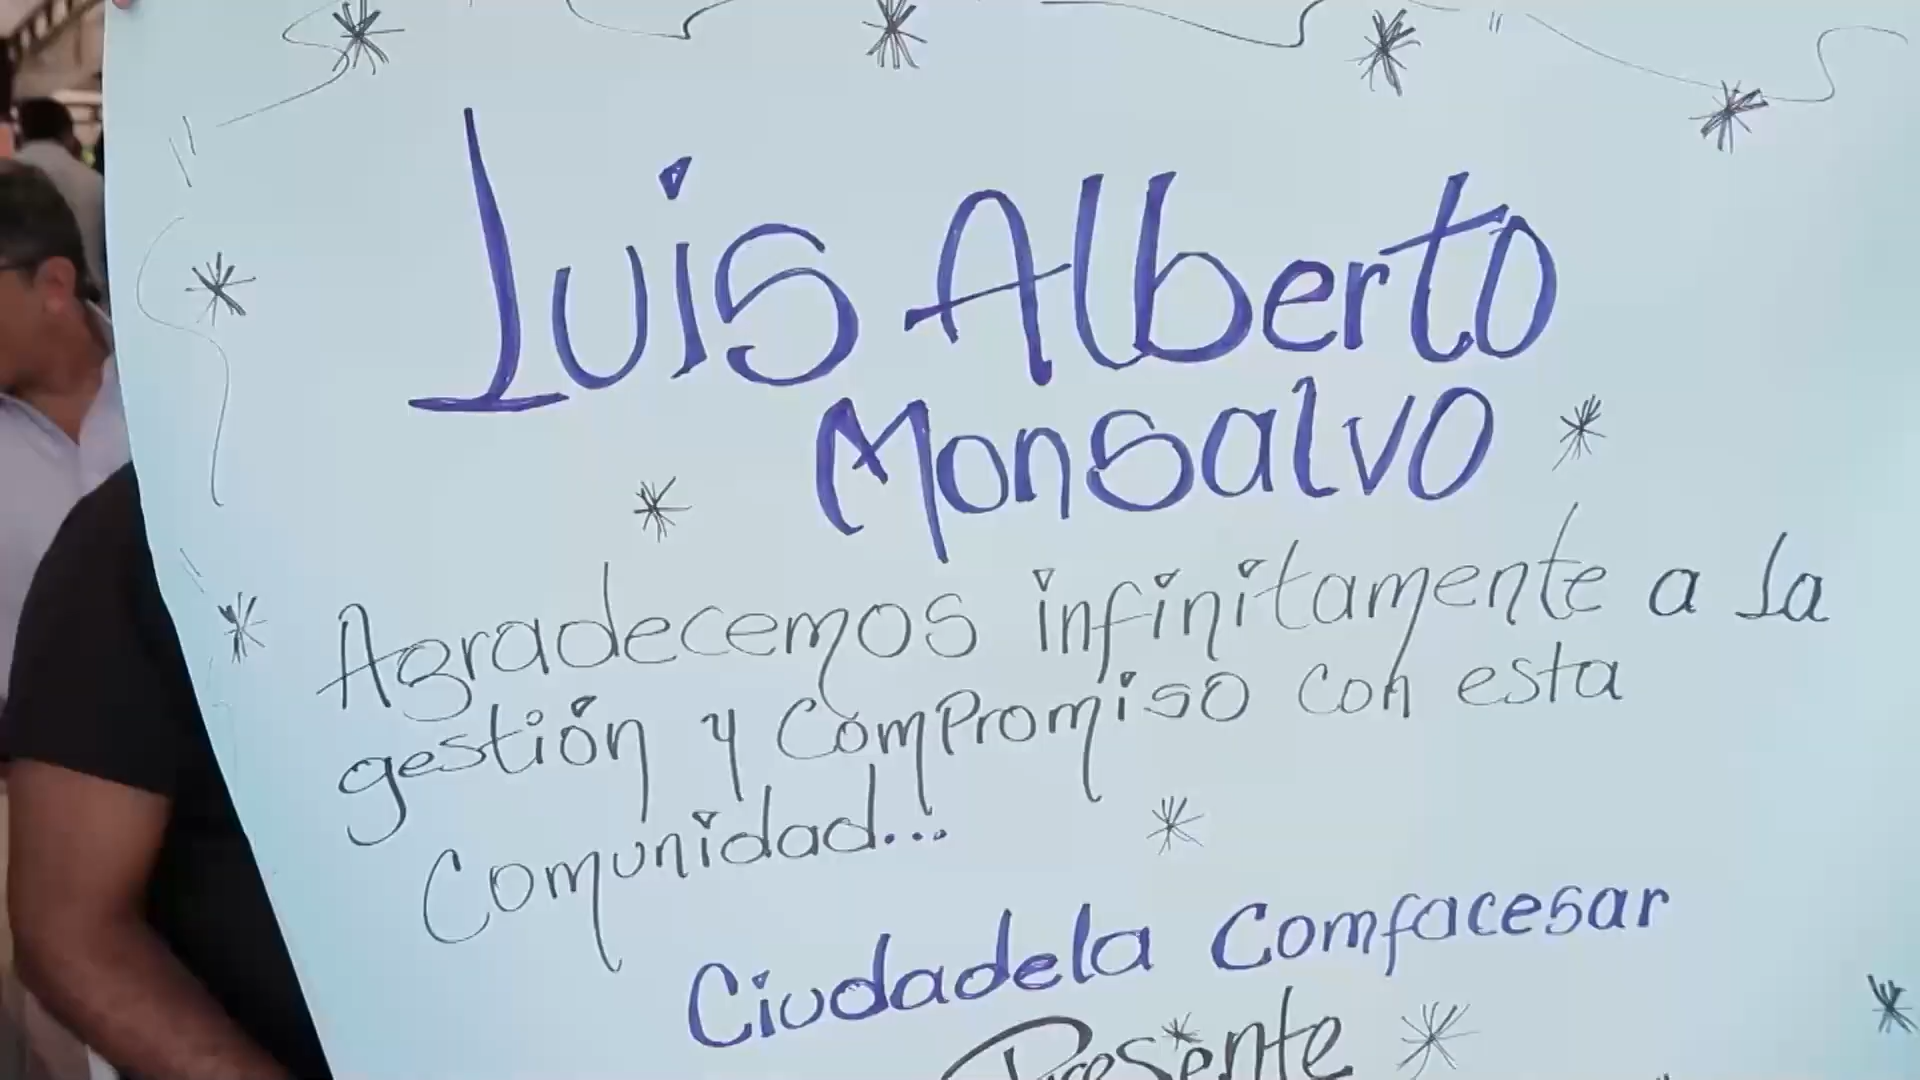 Luis Alberto
Monsalvo
Agradecemos infinitamente a la
gestión y Compromiso con esta
Comunidad...
Ciudadela Comfacesar
Presente